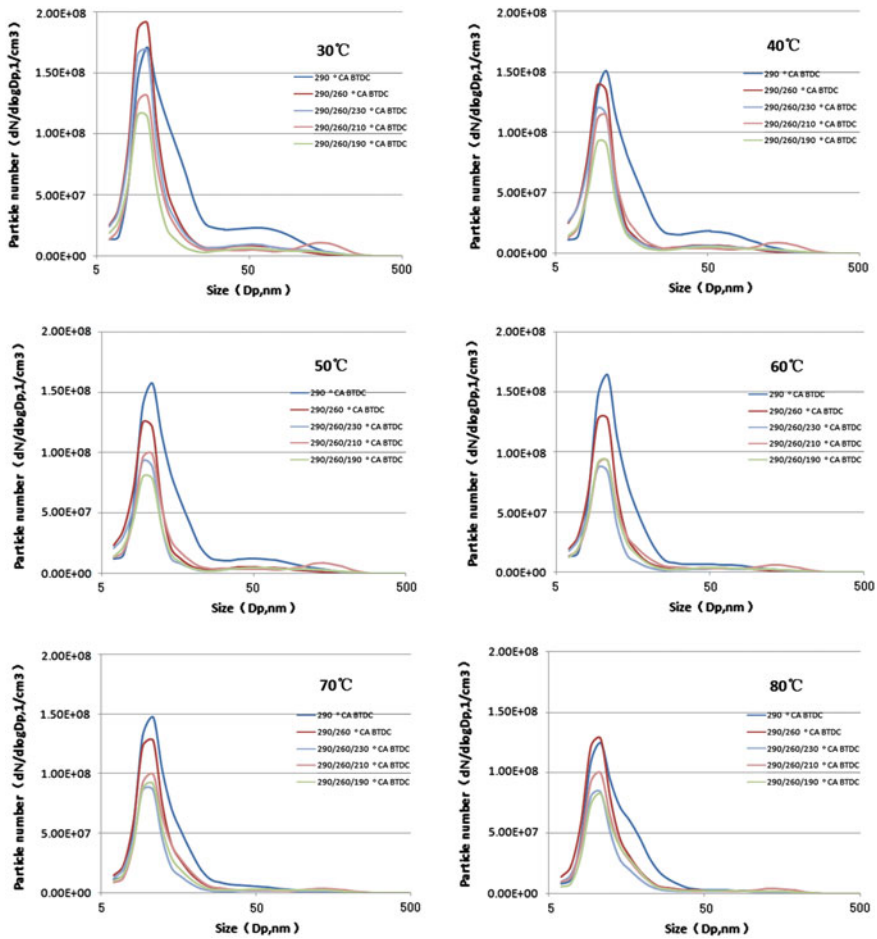 2.00E+08
30℃
290 °CA BTDC
1.50E+08
290/260 °CA BTDC
290/260/230 °CA BTDC
1.00E+08
290/260/210 °CA BTDC
290/260/190 °CA BTDC
5.00E+07
0.00E+00
5
50
500
Particle number（dN/dlogDp,1/cm3）
Size（Dp,nm）
2.00E+08
40℃
290 °CA BTDC
1.50E+08
290/260 °CA BTDC
290/260/230 °CA BTDC
1.00E+08
290/260/210 °CA BTDC
290/260/190 °CA BTDC
5.00E+07
0.00E+00
5
50
500
Particle number（dN/dlogDp,1/cm3）
Size（Dp,nm）
2.00E+08
50℃
290 °CA BTDC
1.50E+08
290/260 °CA BTDC
290/260/230 °CA BTDC
1.00E+08
290/260/210 °CA BTDC
290/260/190 °CA BTDC
5.00E+07
0.00E+00
5
50
500
Particle number（dN/dlogDp,1/cm3）
Size（Dp,nm）
2.00E+08
60℃
290 °CA BTDC
1.50E+08
290/260 °CA BTDC
290/260/230 °CA BTDC
1.00E+08
290/260/210 °CA BTDC
290/260/190 °CA BTDC
5.00E+07
0.00E+00
5
50
500
Particle number（dN/dlogDp,1/cm3）
Size（Dp,nm）
2.00E+08
70℃
290 °CA BTDC
1.50E+08
290/260 °CA BTDC
290/260/230 °CA BTDC
1.00E+08
290/260/210 °CA BTDC
290/260/190 °CA BTDC
5.00E+07
0.00E+00
5
50
500
Particle number（dN/dlogDp,1/cm3）
Size（Dp,nm）
2.00E+08
80℃
290 °CA BTDC
1.50E+08
290/260 °CA BTDC
290/260/230 °CA BTDC
1.00E+08
290/260/210 °CA BTDC
290/260/190 °CA BTDC
5.00E+07
0.00E+00
5
50
500
Particle number（dN/dlogDp,1/cm3）
Size（Dp,nm）